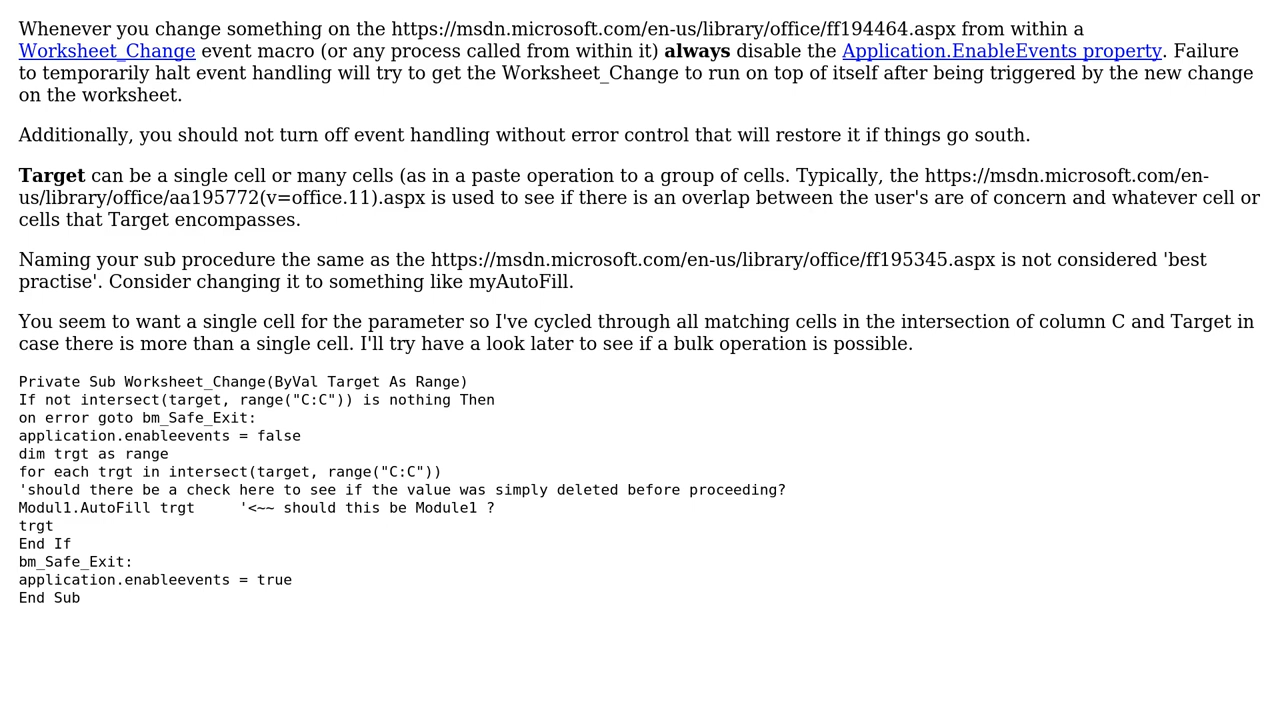 Whenever you change something on the https://msdn.microsoft.com/en-us/library/office/ff194464.aspx from within a
Worksheet_Change event macro (or any process called from within it) always disable the Application.EnableEvents property. Failure
to temporarily halt event handling will try to get the Worksheet_Change to run on top of itself after being triggered by the new change
on the worksheet.
Additionally, you should not turn off event handling without error control that will restore it if things go south.
Target can be a single cell or many cells (as in a paste operation to a group of cells. Typically, the https://msdn.microsoft.com/en-
us/library/office/aa195772(v=office.11).aspx is used to see if there is an overlap between the user's are of concern and whatever cell or
cells that Target encompasses.
Naming your sub procedure the same as the https://msdn.microsoft.com/en-us/library/office/ff195345.aspx is not considered 'best
practise'. Consider changing it to something like myAutoFill.
You seem to want a single cell for the parameter so I've cycled through all matching cells in the intersection of column C and Target in
case there is more than a single cell. I'll try have a look later to see if a bulk operation is possible.
Private Sub Worksheet_Change(ByVal Target As Range)
If not intersect(target, range("C:C")) is nothing Then
on error goto bm_Safe_Exit:
application.enableevents = false
dim trgt as range
for each trgt in intersect(target, range("C:C"))
'should there be a check here to see if the value was simply deleted before proceeding?
Modul1.AutoFill trgt     '<~~ should this be Module1 ?
trgt
End If
bm_Safe_Exit:
application.enableevents = true
End Sub